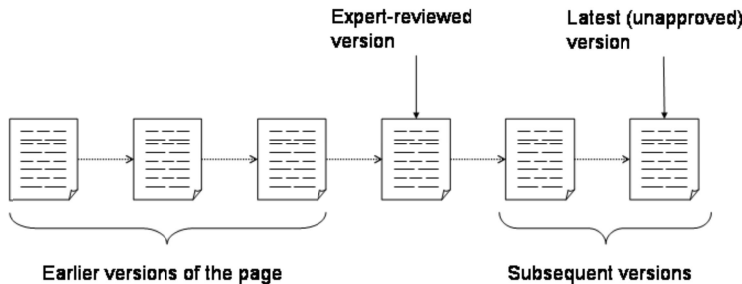 Expert-reviewed
version
Latest (unapproved)
version
Earlier versions of the page
Subsequent versions